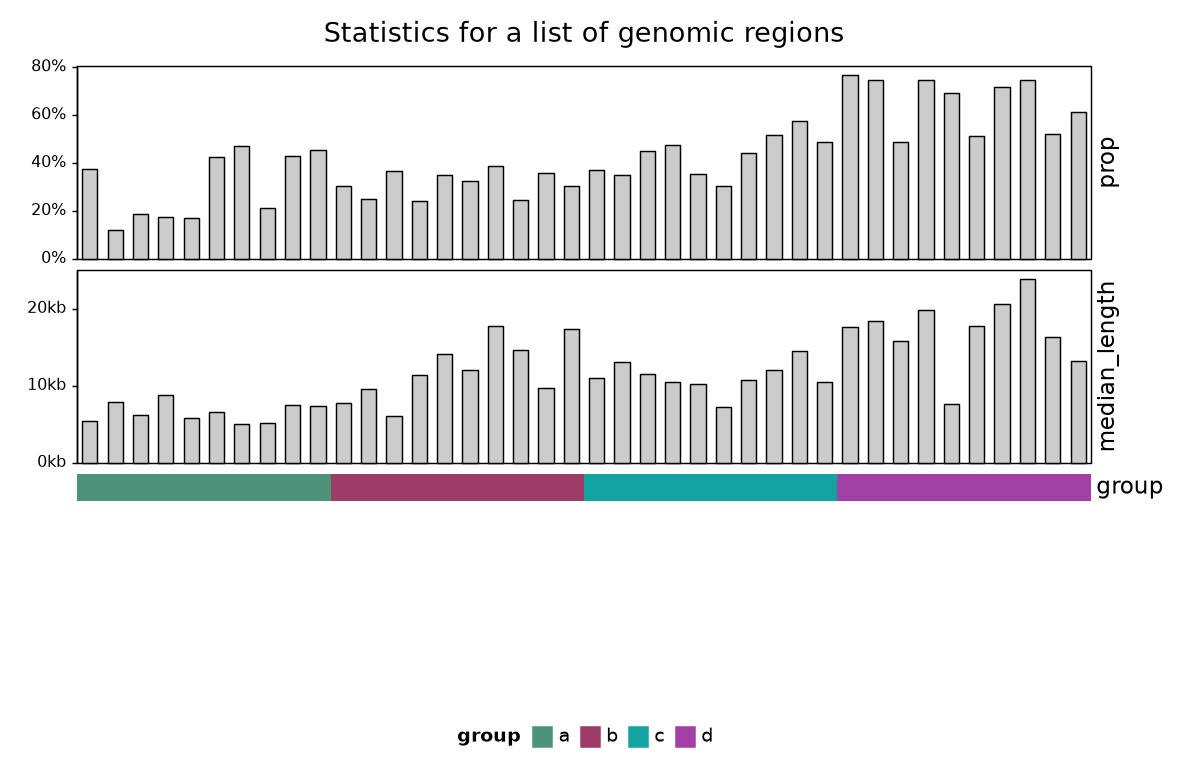 Statistics for a list of genomic regions
80%
60%
40%
20%
0%
prop
20kb
10kb
0kb
median_length
group
group a b c d